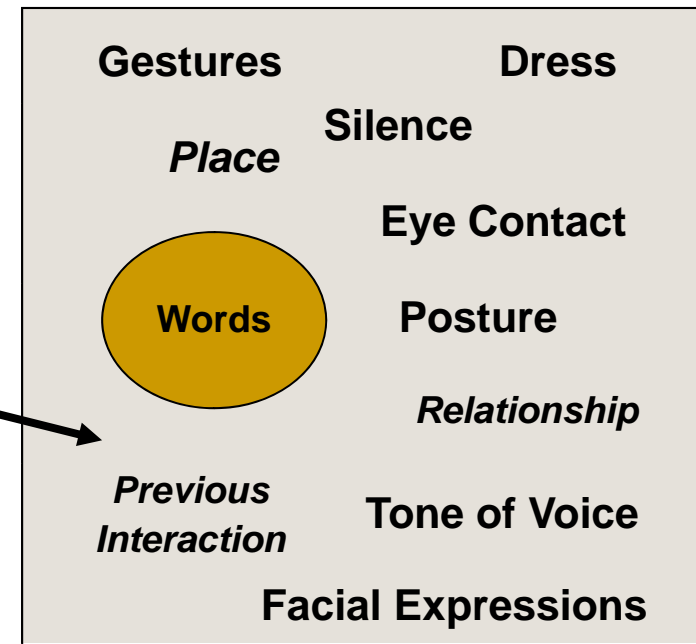 Gestures
Dress
Silence
Place
Eye Contact
Words
Posture
Relationship
Previous
Interaction
Tone of Voice
Facial Expressions